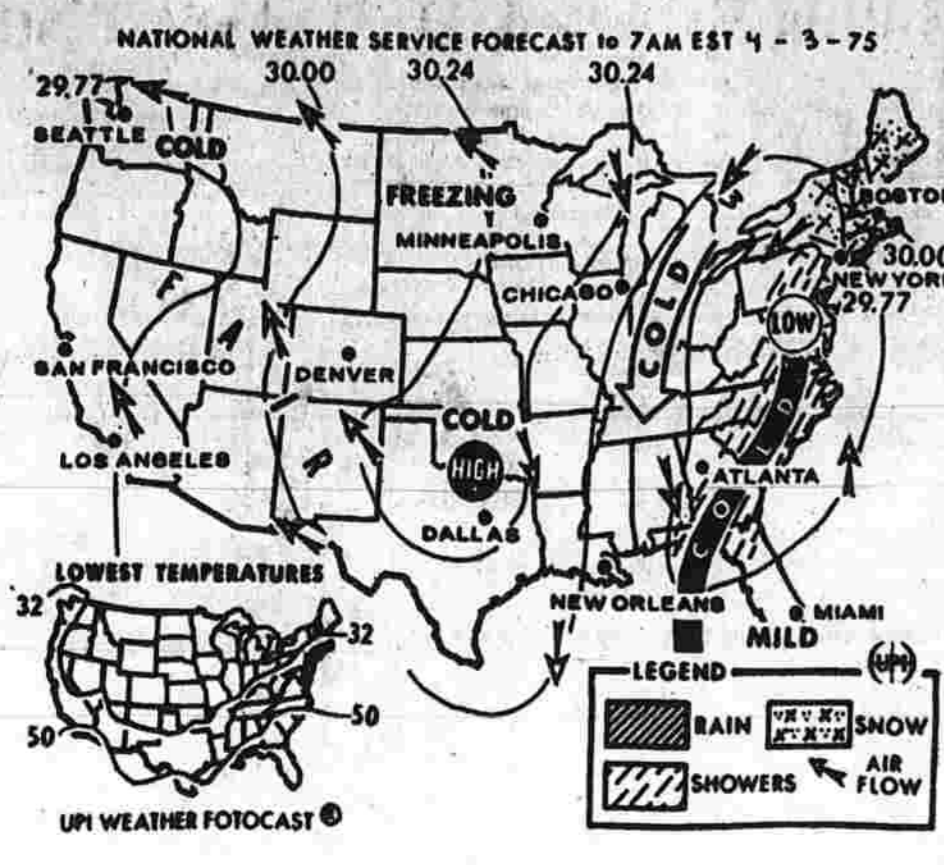 NATIONAL WEATHER SERVICE FORECAST to 7AM EST 4 - 3 - 75
29.77 30.00 30.24 30.24
SEATTLE
COLD
FREEZING
MINNEAPOLIS
BOSTON
30.00
NEW YORK
29.77
CHICAGO
COLD
LOW
FAIR
SAN FRANCISCO
DENVER
COLD
HIGH
LOS ANGELES
DALLAS
ATLANTA
COLD
NEW ORLEANS
MIAMI
MILD
LOWEST TEMPERATURES
32
32
50
50
UPI WEATHER FOTOCAST ®
UPI
LEGEND
RAIN
SNOW
SHOWERS
AIR
FLOW